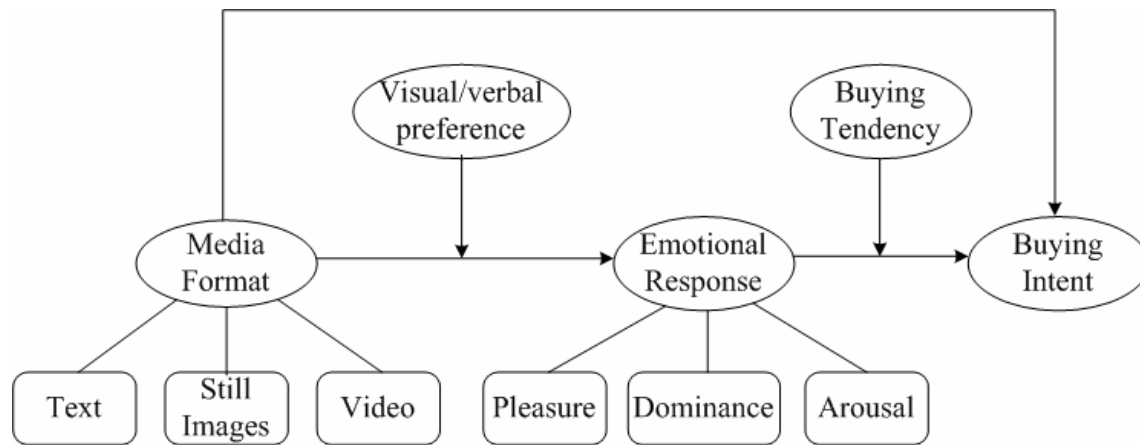 Visual/verbal
preference
Buying
Tendency
Media
Format
Emotional
Response
Buying
Intent
Text
Still
Images
Video
Pleasure
Dominance
Arousal